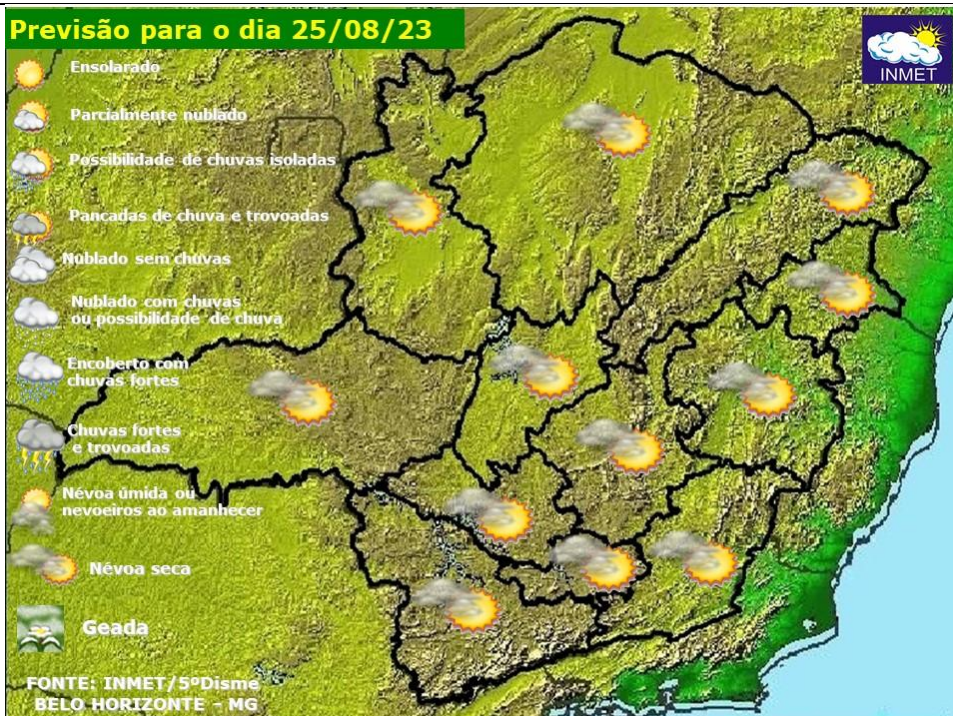 Previsão para o dia 25/08/23
INMET
Ensolarado
Parcialmente nublado
Possibilidade de chuvas isoladas
Pancadas de chuva e trovoadas
Nublado sem chuvas
Nublado com chuvas
ou possibilidade de chuva
Encoberto com
chuvas fortes
Chuvas fortes
e trovoadas
Névoa úmida ou
nevoeiros ao amanhecer
Névoa seca
Geada
FONTE: INMET/5ºDisme
BELO HORIZONTE - MG